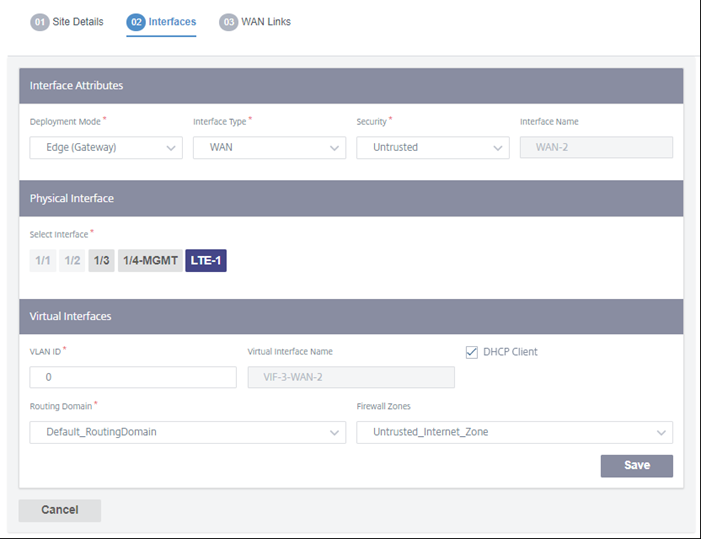 01 Site Details 02 Interfaces 03 WAN Links
Interface Attributes
Deployment Mode * Interface Type * Security * Interface Name
Edge (Gateway) WAN Untrusted WAN-2
Physical Interface
Select Interface *
1/1 1/2 1/3 1/4-MGMT LTE-1
Virtual Interfaces
VLAN ID * Virtual Interface Name DHCP Client
0 VIF-3-WAN-2
Routing Domain * Firewall Zones
Default_RoutingDomain Untrusted_Internet_Zone
Save
Cancel